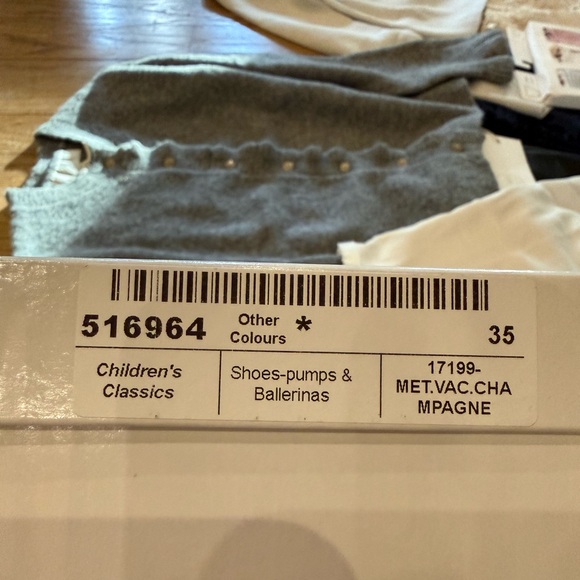 516964 Other Colours * 35
Children's Classics
Shoes-pumps & Ballerinas
17199-
MET.VAC.CHA
MPAGNE